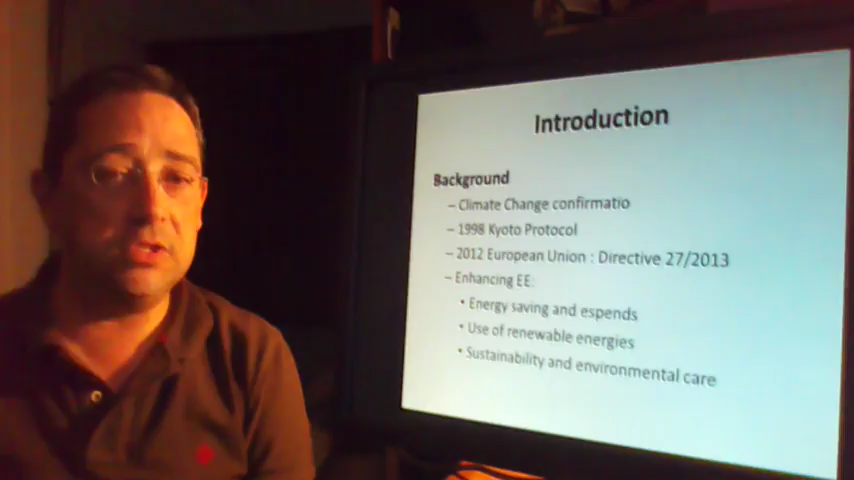 Introduction
Background
– Climate Change confirmatio
– 1998 Kyoto Protocol
– 2012 European Union : Directive 27/2013
– Enhancing EE:
• Energy saving and espends
• Use of renewable energies
• Sustainability and environmental care